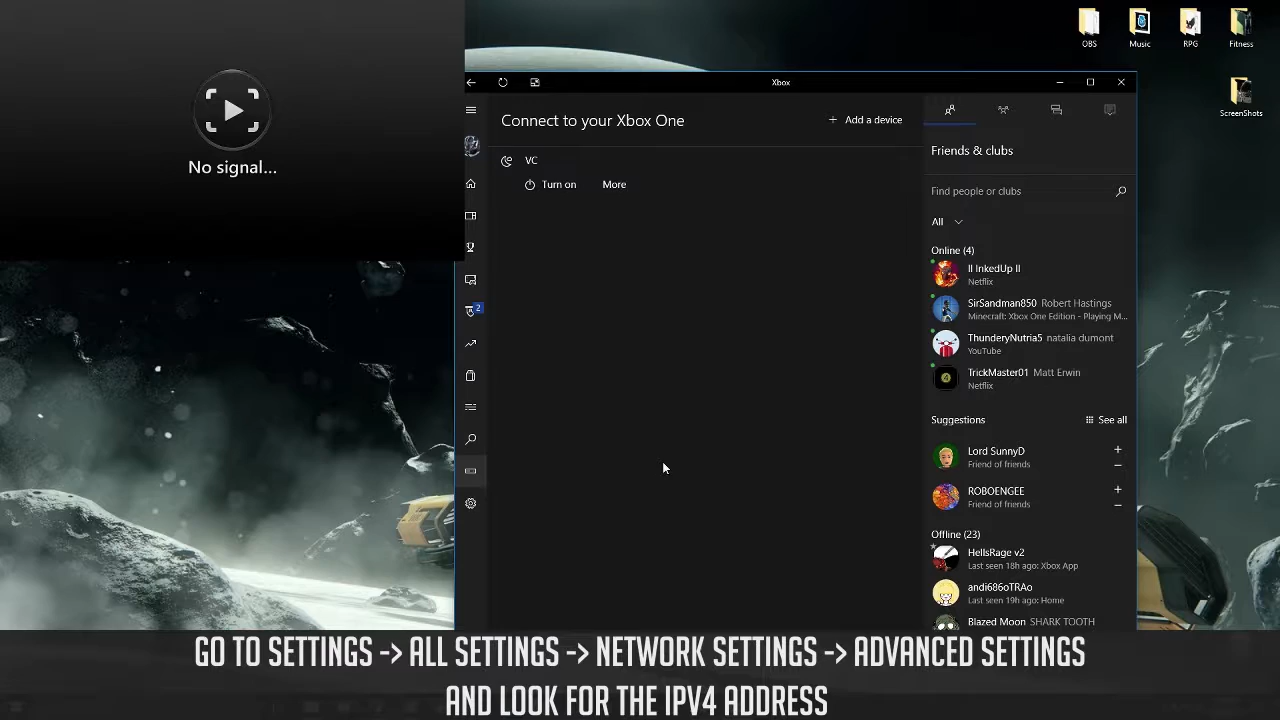 No signal...
Xbox
Connect to your Xbox One
+ Add a device
VC
Turn on
More
2
Friends & clubs
Find people or clubs
All
Online (4)
II InkedUp II
Netflix
SirSandman850 Robert Hastings
Minecraft: Xbox One Edition - Playing M...
ThunderyNutria5 natalia dumont
YouTube
TrickMaster01 Matt Erwin
Netflix
Suggestions
See all
Lord SunnyD
Friend of friends
ROBOENGEE
Friend of friends
Offline (23)
HellsRage v2
Last seen 18h ago: Xbox App
andi686oTRAo
Last seen 19h ago: Home
Blazed Moon SHARK TOOTH
OBS
Music
RPG
Fitness
ScreenShots
GO TO SETTINGS -> ALL SETTINGS -> NETWORK SETTINGS -> ADVANCED SETTINGS
AND LOOK FOR THE IPV4 ADDRESS